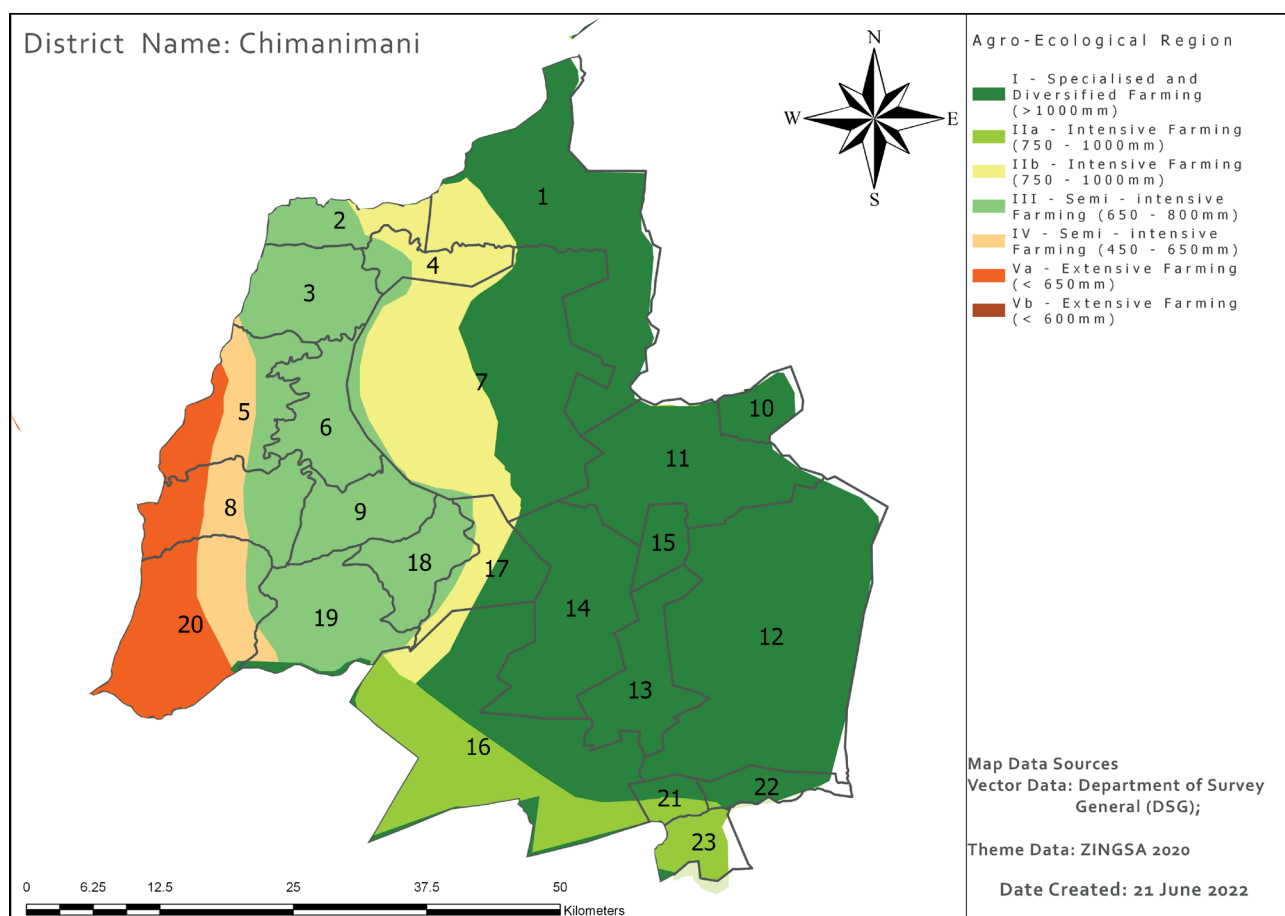 District Name: Chimanimani
N
W
E
S
Agro-Ecological Region
I - Specialised and
Diversified Farming
(>1000mm)
IIa - Intensive Farming
(750 - 1000mm)
IIb - Intensive Farming
(750 - 1000mm)
III - Semi - intensive
Farming (650 - 800mm)
IV - Semi - intensive
Farming (450 - 650mm)
Va - Extensive Farming
(< 650mm)
Vb - Extensive Farming
(< 600mm)
1
2
4
3
7
5
10
6
11
8
9
15
18
17
14
19
20
12
13
16
22
21
23
Map Data Sources
Vector Data: Department of Survey
General (DSG);
Theme Data: ZINGSA 2020
Date Created: 21 June 2022
0 6.25 12.5 25 37.5 50
Kilometers